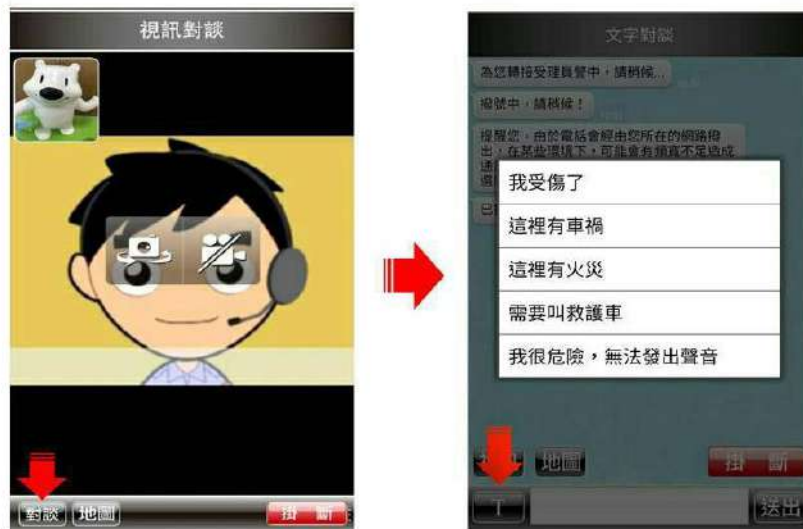 視訊對談
對談
地圖
掛 斷
文字對談
為您轉接受理員警中，請稍候...
撥號中，請稍候！
提醒您，由於電話會經由您所在的網路撥
出，在某些環境下，可能會有頻寬不足造成
我受傷了
這裡有車禍
這裡有火災
需要叫救護車
我很危險，無法發出聲音
地圖
掛 斷
T
送出